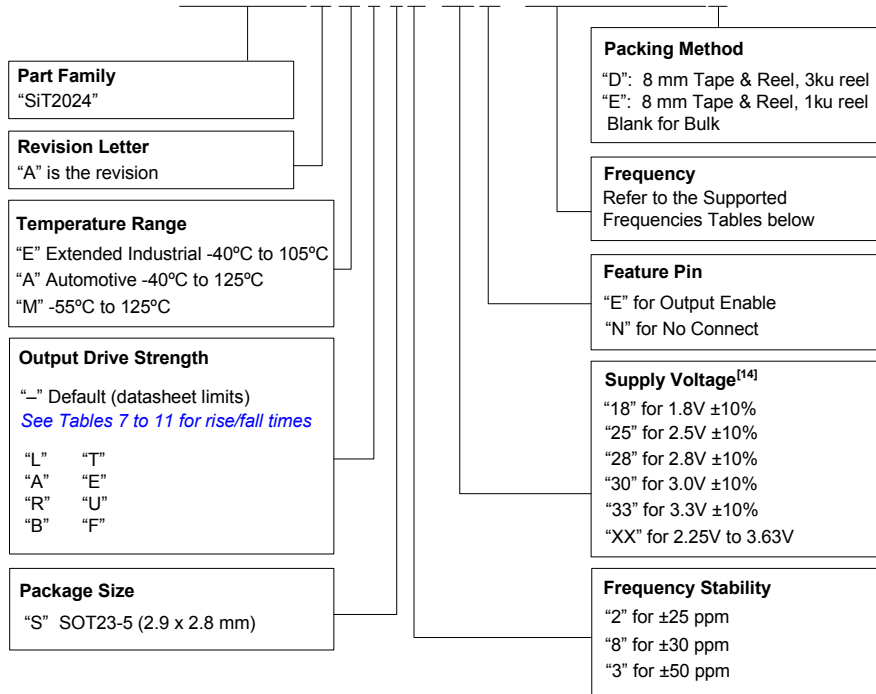 Part Family
“SiT2024”
Revision Letter
“A” is the revision
Temperature Range
“E” Extended Industrial -40ºC to 105ºC
“A” Automotive -40ºC to 125ºC
“M” -55ºC to 125ºC
Output Drive Strength
“–” Default (datasheet limits)
See Tables 7 to 11 for rise/fall times
“L” “T”
“A” “E”
“R” “U”
“B” “F”
Package Size
“S” SOT23-5 (2.9 x 2.8 mm)
Packing Method
“D”: 8 mm Tape & Reel, 3ku reel
“E”: 8 mm Tape & Reel, 1ku reel
Blank for Bulk
Frequency
Refer to the Supported
Frequencies Tables below
Feature Pin
“E” for Output Enable
“N” for No Connect
Supply Voltage[14]
“18” for 1.8V ±10%
“25” for 2.5V ±10%
“28” for 2.8V ±10%
“30” for 3.0V ±10%
“33” for 3.3V ±10%
“XX” for 2.25V to 3.63V
Frequency Stability
“2” for ±25 ppm
“8” for ±30 ppm
“3” for ±50 ppm